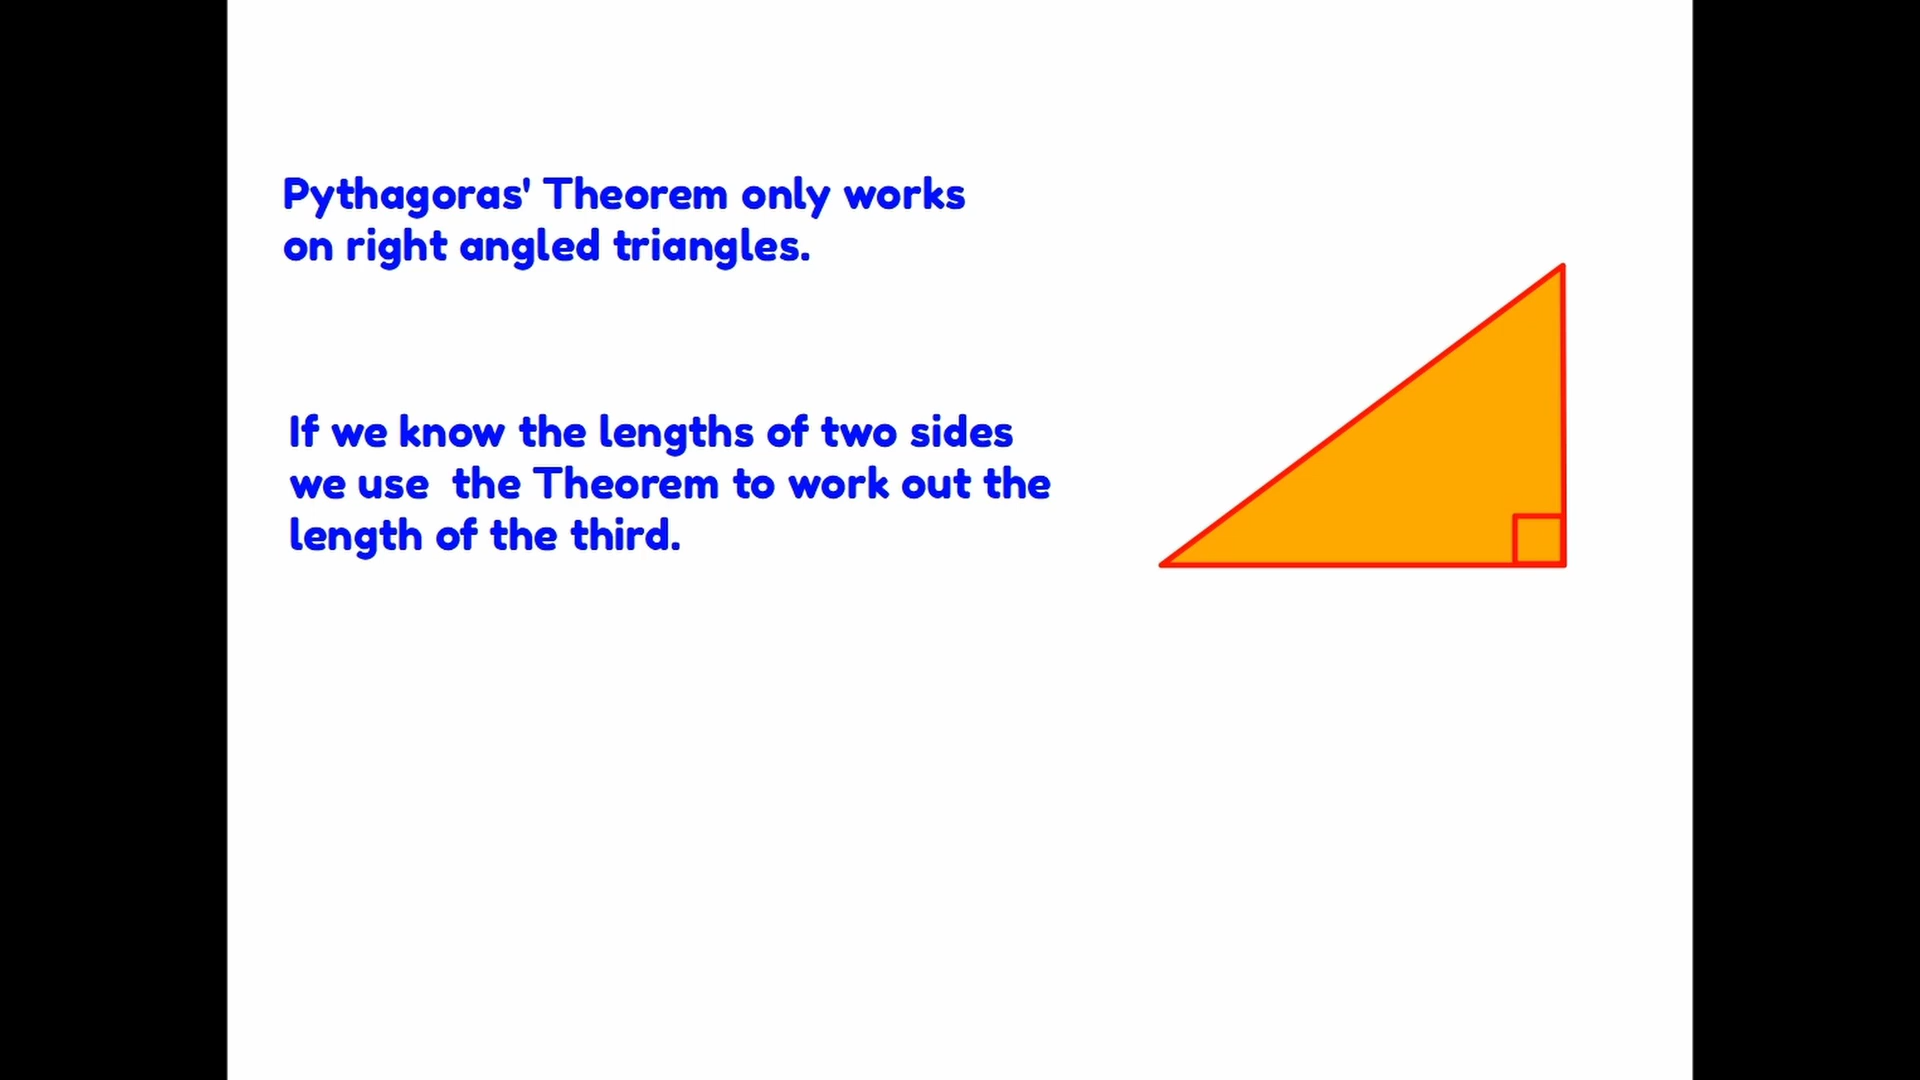 Pythagoras' Theorem only works
on right angled triangles.
If we know the lengths of two sides
we use  the Theorem to work out the
length of the third.